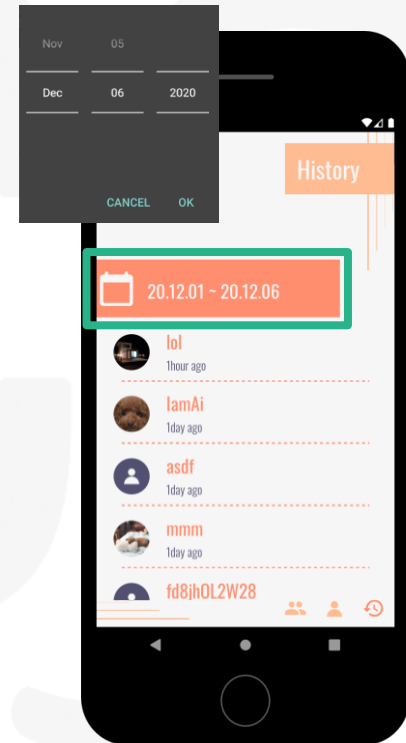 Nov 05
Dec 06 2020
CANCEL OK
History
20.12.01 ~ 20.12.06
lol
1hour ago
IamAi
1day ago
asdf
1day ago
mmm
1day ago
fd8jhOL2W28